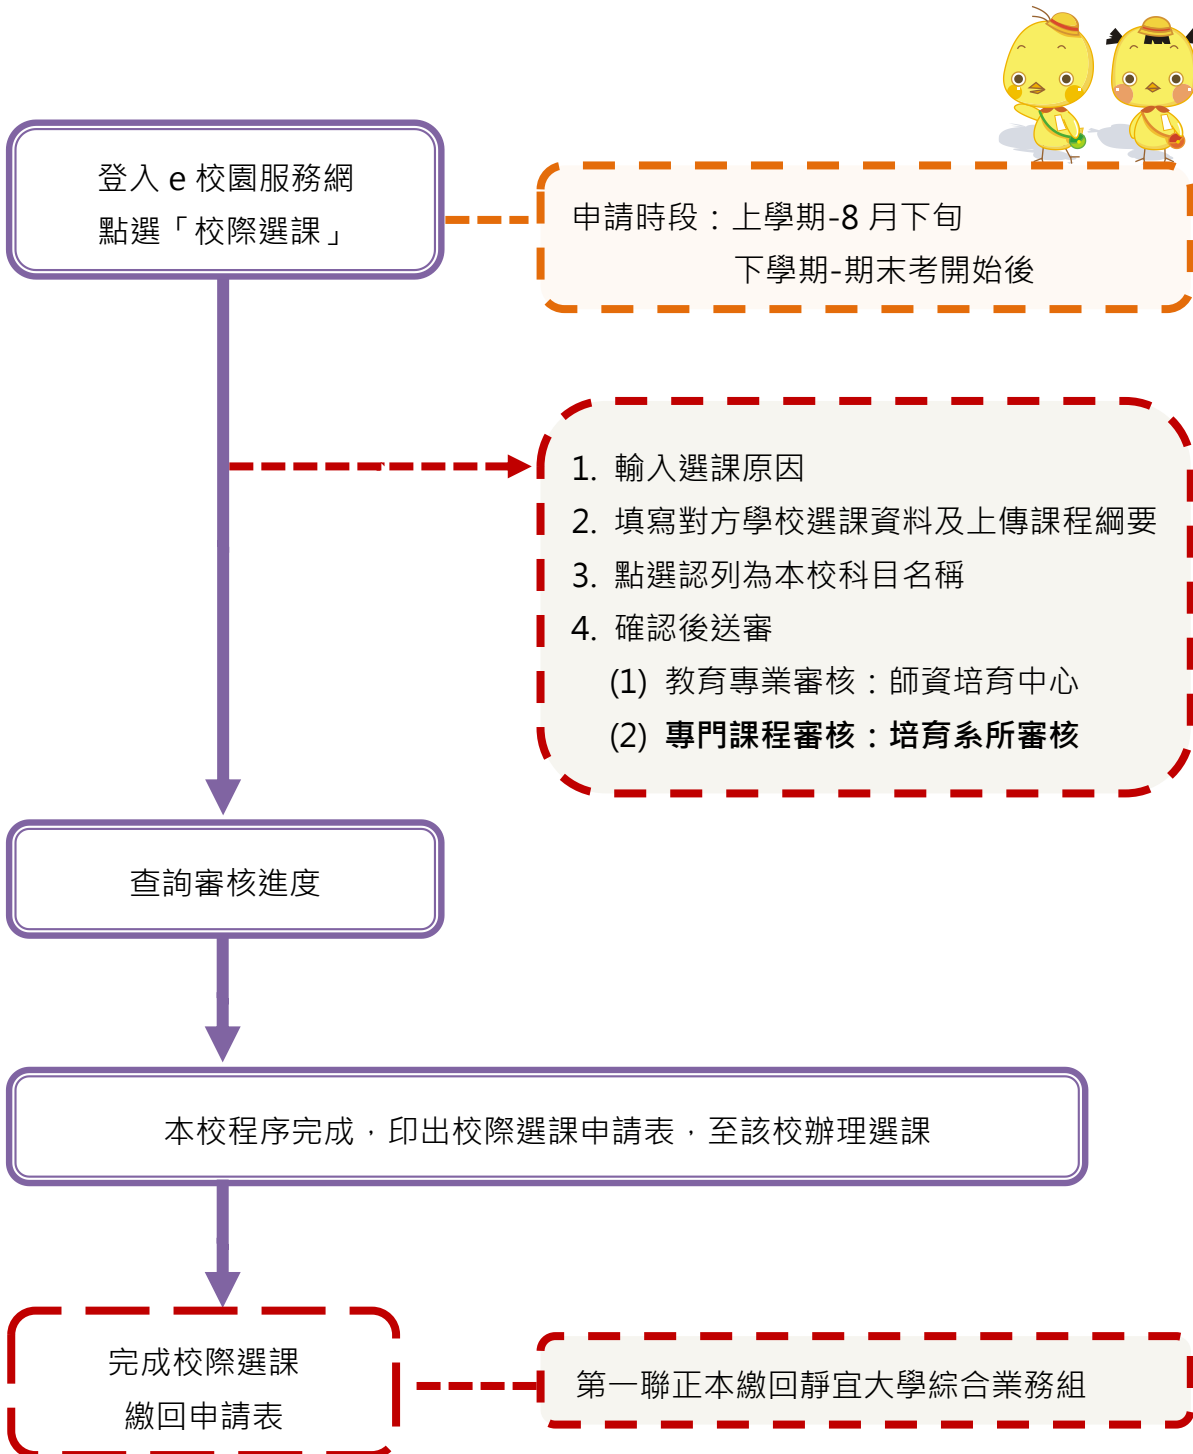 登入 e 校園服務網
點選「校際選課」
申請時段：上學期-8 月下旬
下學期-期末考開始後
1. 輸入選課原因
2. 填寫對方學校選課資料及上傳課程綱要
3. 點選認列為本校科目名稱
4. 確認後送審
(1) 教育專業審核：師資培育中心
(2) 專門課程審核：培育系所審核
查詢審核進度
本校程序完成，印出校際選課申請表，至該校辦理選課
完成校際選課
繳回申請表
第一聯正本繳回靜宜大學綜合業務組